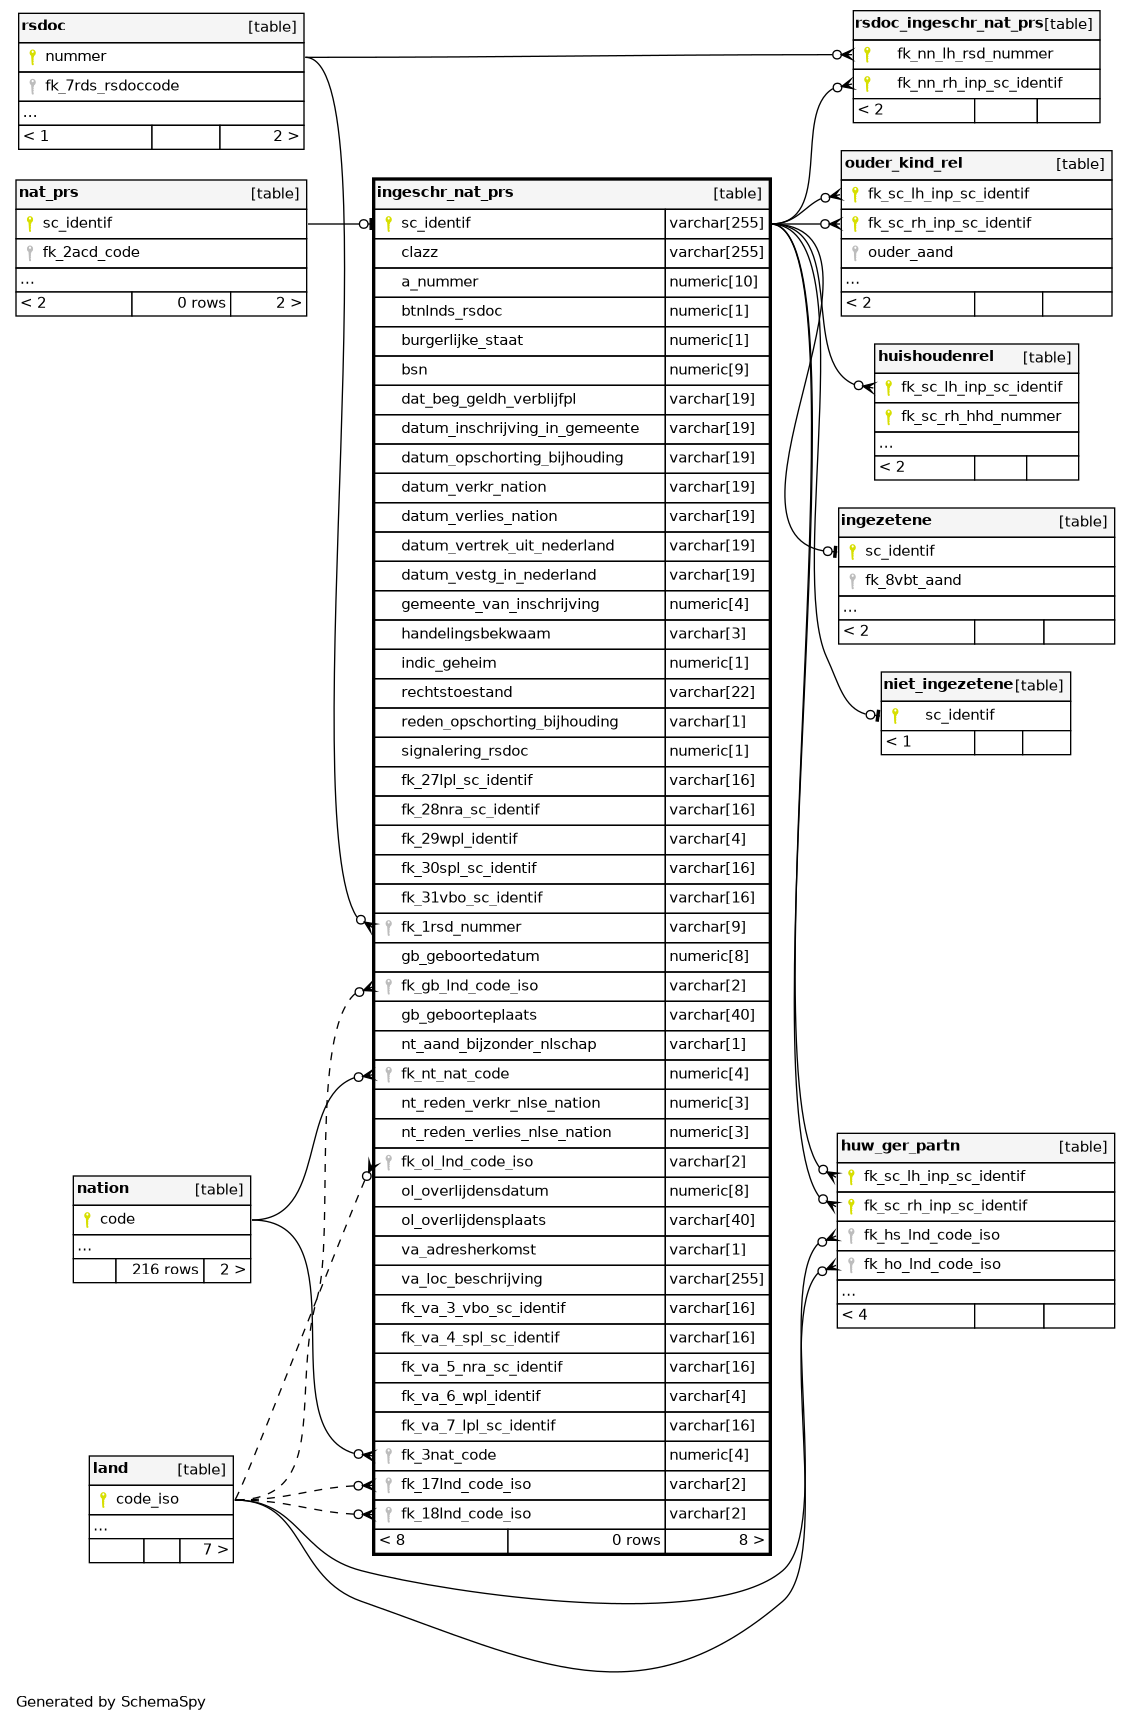 rsdoc [table]
nummer
fk_7rds_rsdoccode
...
< 1 2 >
nat_prs [table]
sc_identif
fk_2acd_code
...
< 2 0 rows 2 >
nation [table]
code
...
216 rows 2 >
land [table]
code_iso
...
7 >
ingeschr_nat_prs [table]
sc_identif varchar[255]
clazz varchar[255]
a_nummer numeric[10]
btnlnds_rsdoc numeric[1]
burgerlijke_staat numeric[1]
bsn numeric[9]
dat_beg_geldh_verblijfpl varchar[19]
datum_inschrijving_in_gemeente varchar[19]
datum_opschorting_bijhouding varchar[19]
datum_verkr_nation varchar[19]
datum_verlies_nation varchar[19]
datum_vertrek_uit_nederland varchar[19]
datum_vestg_in_nederland varchar[19]
gemeente_van_inschrijving numeric[4]
handelingsbekwaam varchar[3]
indic_geheim numeric[1]
rechtstoestand varchar[22]
reden_opschorting_bijhouding varchar[1]
signalering_rsdoc numeric[1]
fk_27lpl_sc_identif varchar[16]
fk_28nra_sc_identif varchar[16]
fk_29wpl_identif varchar[4]
fk_30spl_sc_identif varchar[16]
fk_31vbo_sc_identif varchar[16]
fk_1rsd_nummer varchar[9]
gb_geboortedatum numeric[8]
fk_gb_lnd_code_iso varchar[2]
gb_geboorteplaats varchar[40]
nt_aand_bijzonder_nlschap varchar[1]
fk_nt_nat_code numeric[4]
nt_reden_verkr_nlse_nation numeric[3]
nt_reden_verlies_nlse_nation numeric[3]
fk_ol_lnd_code_iso varchar[2]
ol_overlijdensdatum numeric[8]
ol_overlijdensplaats varchar[40]
va_adresherkomst varchar[1]
va_loc_beschrijving varchar[255]
fk_va_3_vbo_sc_identif varchar[16]
fk_va_4_spl_sc_identif varchar[16]
fk_va_5_nra_sc_identif varchar[16]
fk_va_6_wpl_identif varchar[4]
fk_va_7_lpl_sc_identif varchar[16]
fk_3nat_code numeric[4]
fk_17lnd_code_iso varchar[2]
fk_18lnd_code_iso varchar[2]
< 8 0 rows 8 >
rsdoc_ingeschr_nat_prs [table]
fk_nn_lh_rsd_nummer
fk_nn_rh_inp_sc_identif
< 2
ouder_kind_rel [table]
fk_sc_lh_inp_sc_identif
fk_sc_rh_inp_sc_identif
ouder_aand
...
< 2
huishoudenrel [table]
fk_sc_lh_inp_sc_identif
fk_sc_rh_hhd_nummer
...
< 2
ingezetene [table]
sc_identif
fk_8vbt_aand
...
< 2
niet_ingezetene [table]
sc_identif
< 1
huw_ger_partn [table]
fk_sc_lh_inp_sc_identif
fk_sc_rh_inp_sc_identif
fk_hs_lnd_code_iso
fk_ho_lnd_code_iso
...
< 4
Generated by SchemaSpy